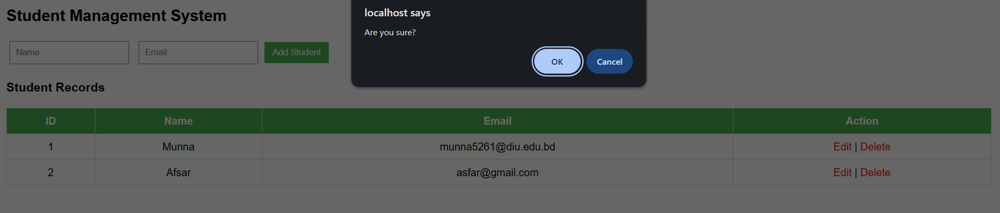 Student Management System
localhost says
Are you sure?
OK Cancel
Name Email Add Student
Student Records
ID Name Email Action
1 Munna munna5261@diu.edu.bd Edit | Delete
2 Afsar asfar@gmail.com Edit | Delete